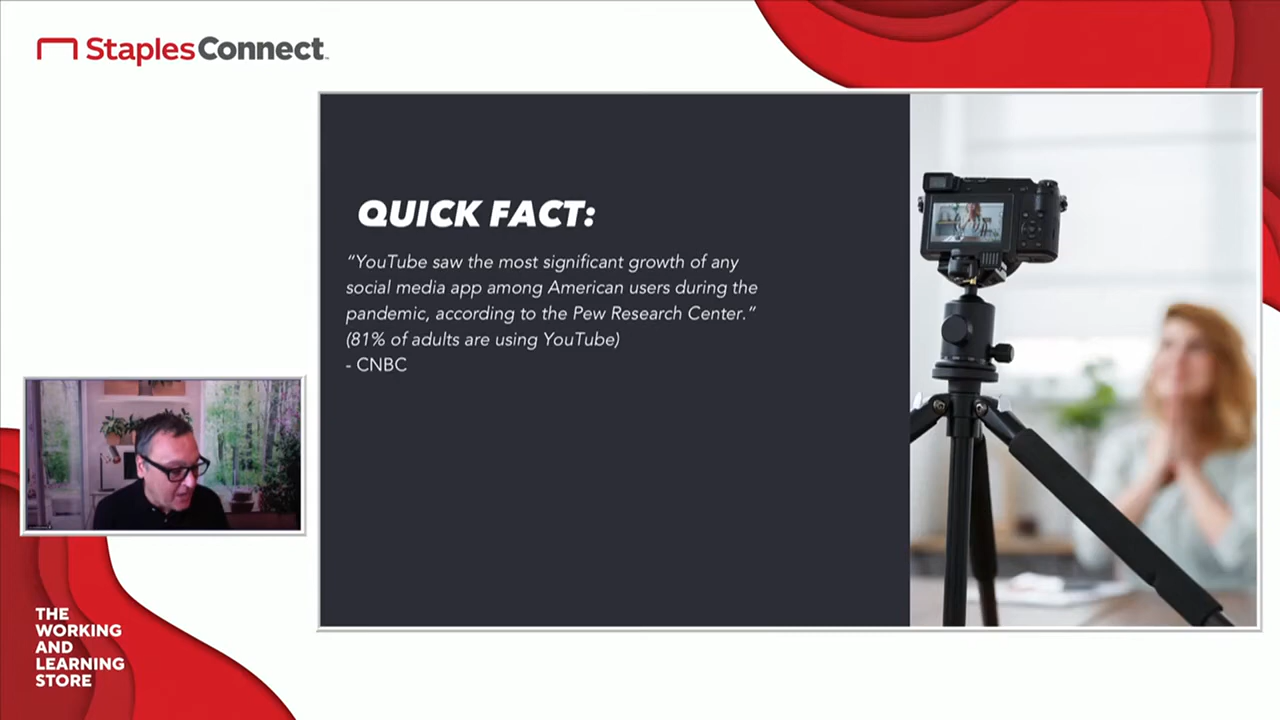 StaplesConnect™
QUICK FACT:
“YouTube saw the most significant growth of any
social media app among American users during the
pandemic, according to the Pew Research Center.”
(81% of adults are using YouTube)
- CNBC
THE
WORKING
AND
LEARNING
STORE